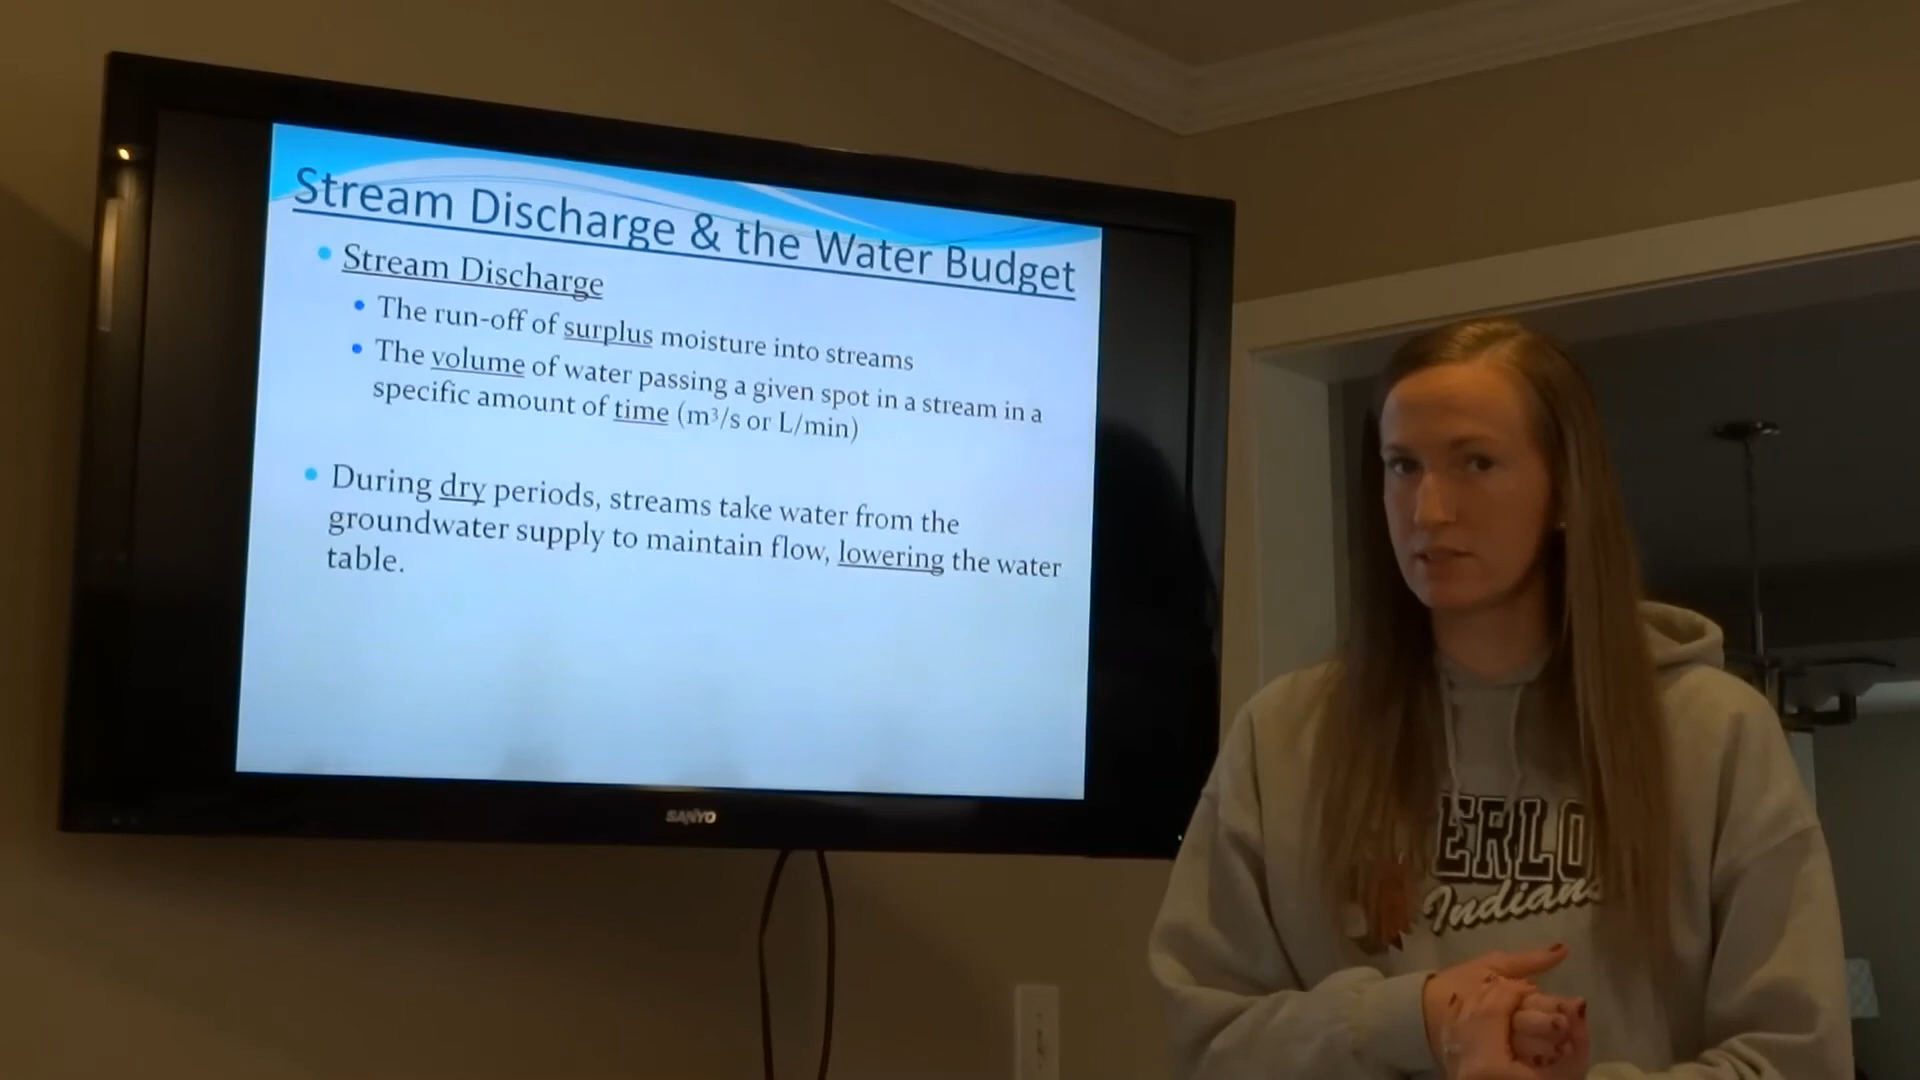 Stream Discharge & the Water Budget
• Stream Discharge
• The run-off of surplus moisture into streams
• The volume of water passing a given spot in a stream in a
specific amount of time (m³/s or L/min)
• During dry periods, streams take water from the
groundwater supply to maintain flow, lowering the water
table.
SANYO
ERLO
Indians